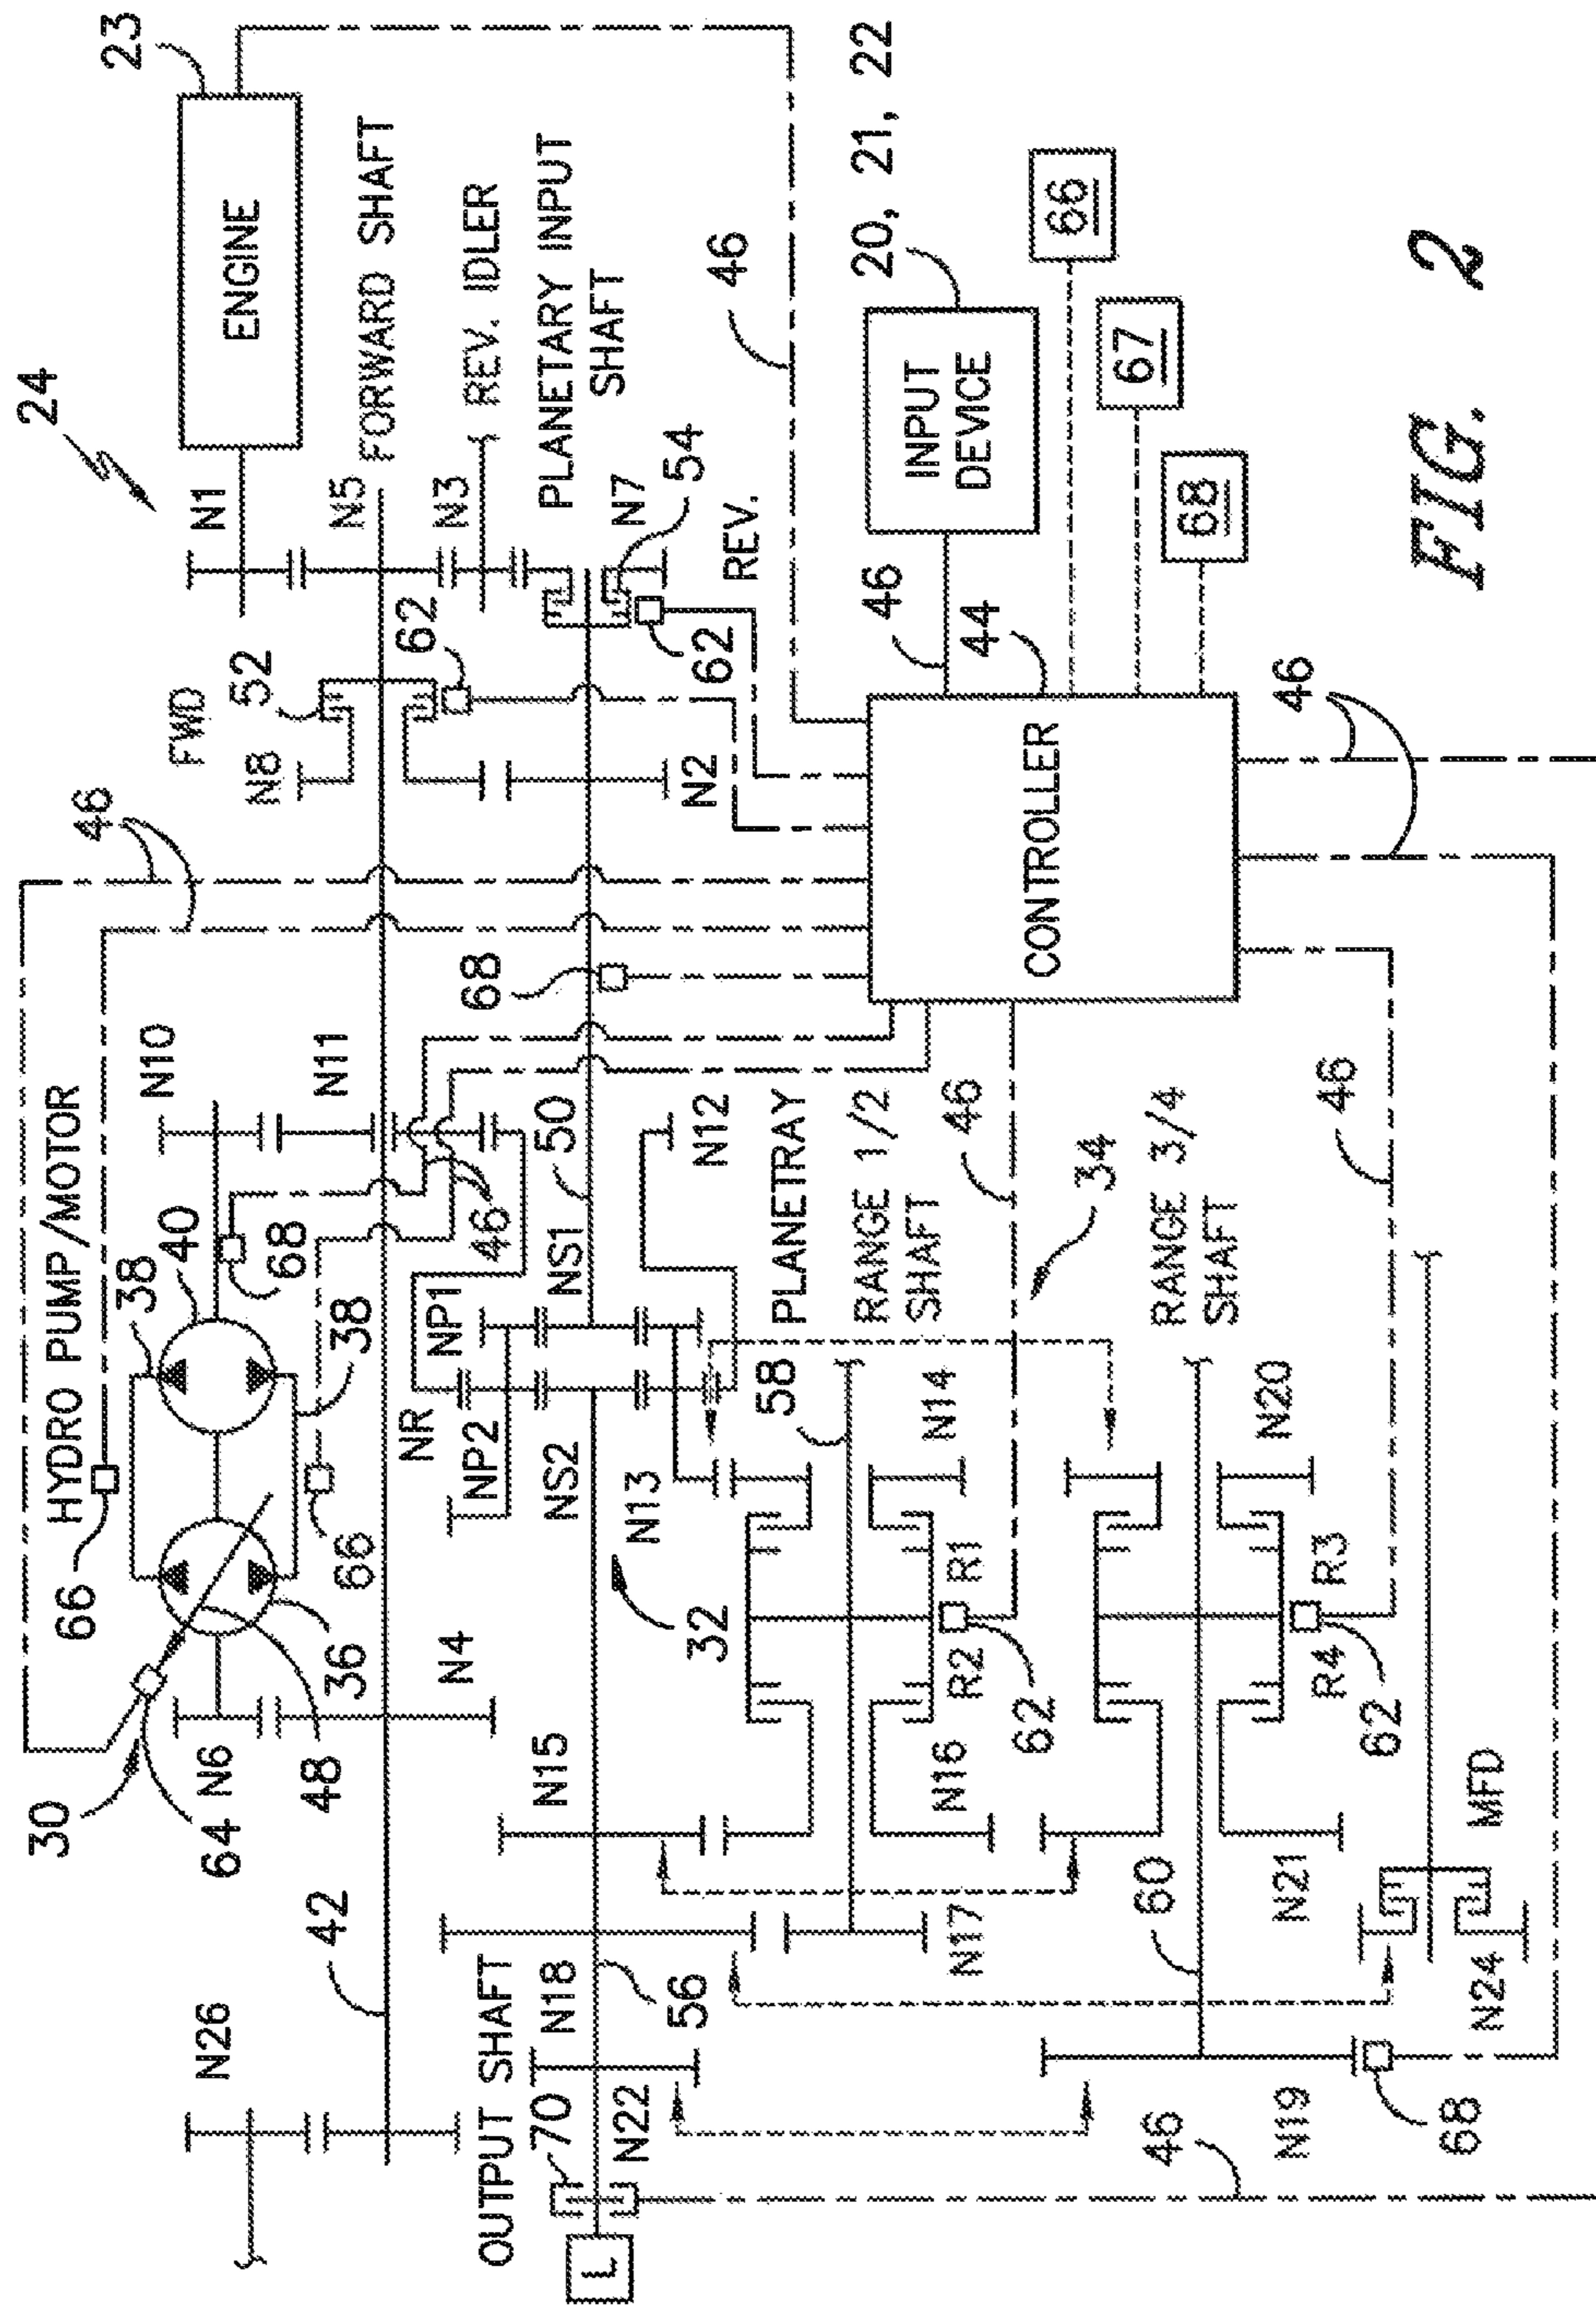 24
23
ENGINE
N1
FORWARD SHAFT
N5
REV. IDLER
N3
PLANETARY INPUT
SHAFT
N7
54
REV.
62
62
52
FWD
N8
N2
46
46
20, 21, 22
INPUT
DEVICE
46
44
66
67
68
CONTROLLER
46
68
HYDRO PUMP/MOTOR
N10
N11
38
40
68
38
46
50
NS1
NP1
NR
NP2
NS2
N12
PLANETRAY
RANGE 1/2
SHAFT
46
34
RANGE 3/4
SHAFT
46
66
66
36
48
64
30
N6
N4
N13
32
58
N14
R1
R2
62
N16
N15
N20
R3
R4
62
N21
60
MFD
N24
N17
42
N26
OUTPUT SHAFT
N18
56
70
N22
N19
68
46
L
FIG. 2